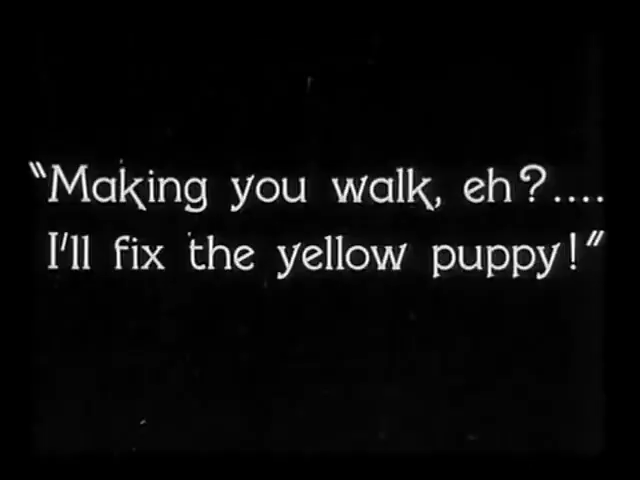 "Making you walk, eh?....
I'll fix the yellow puppy!"